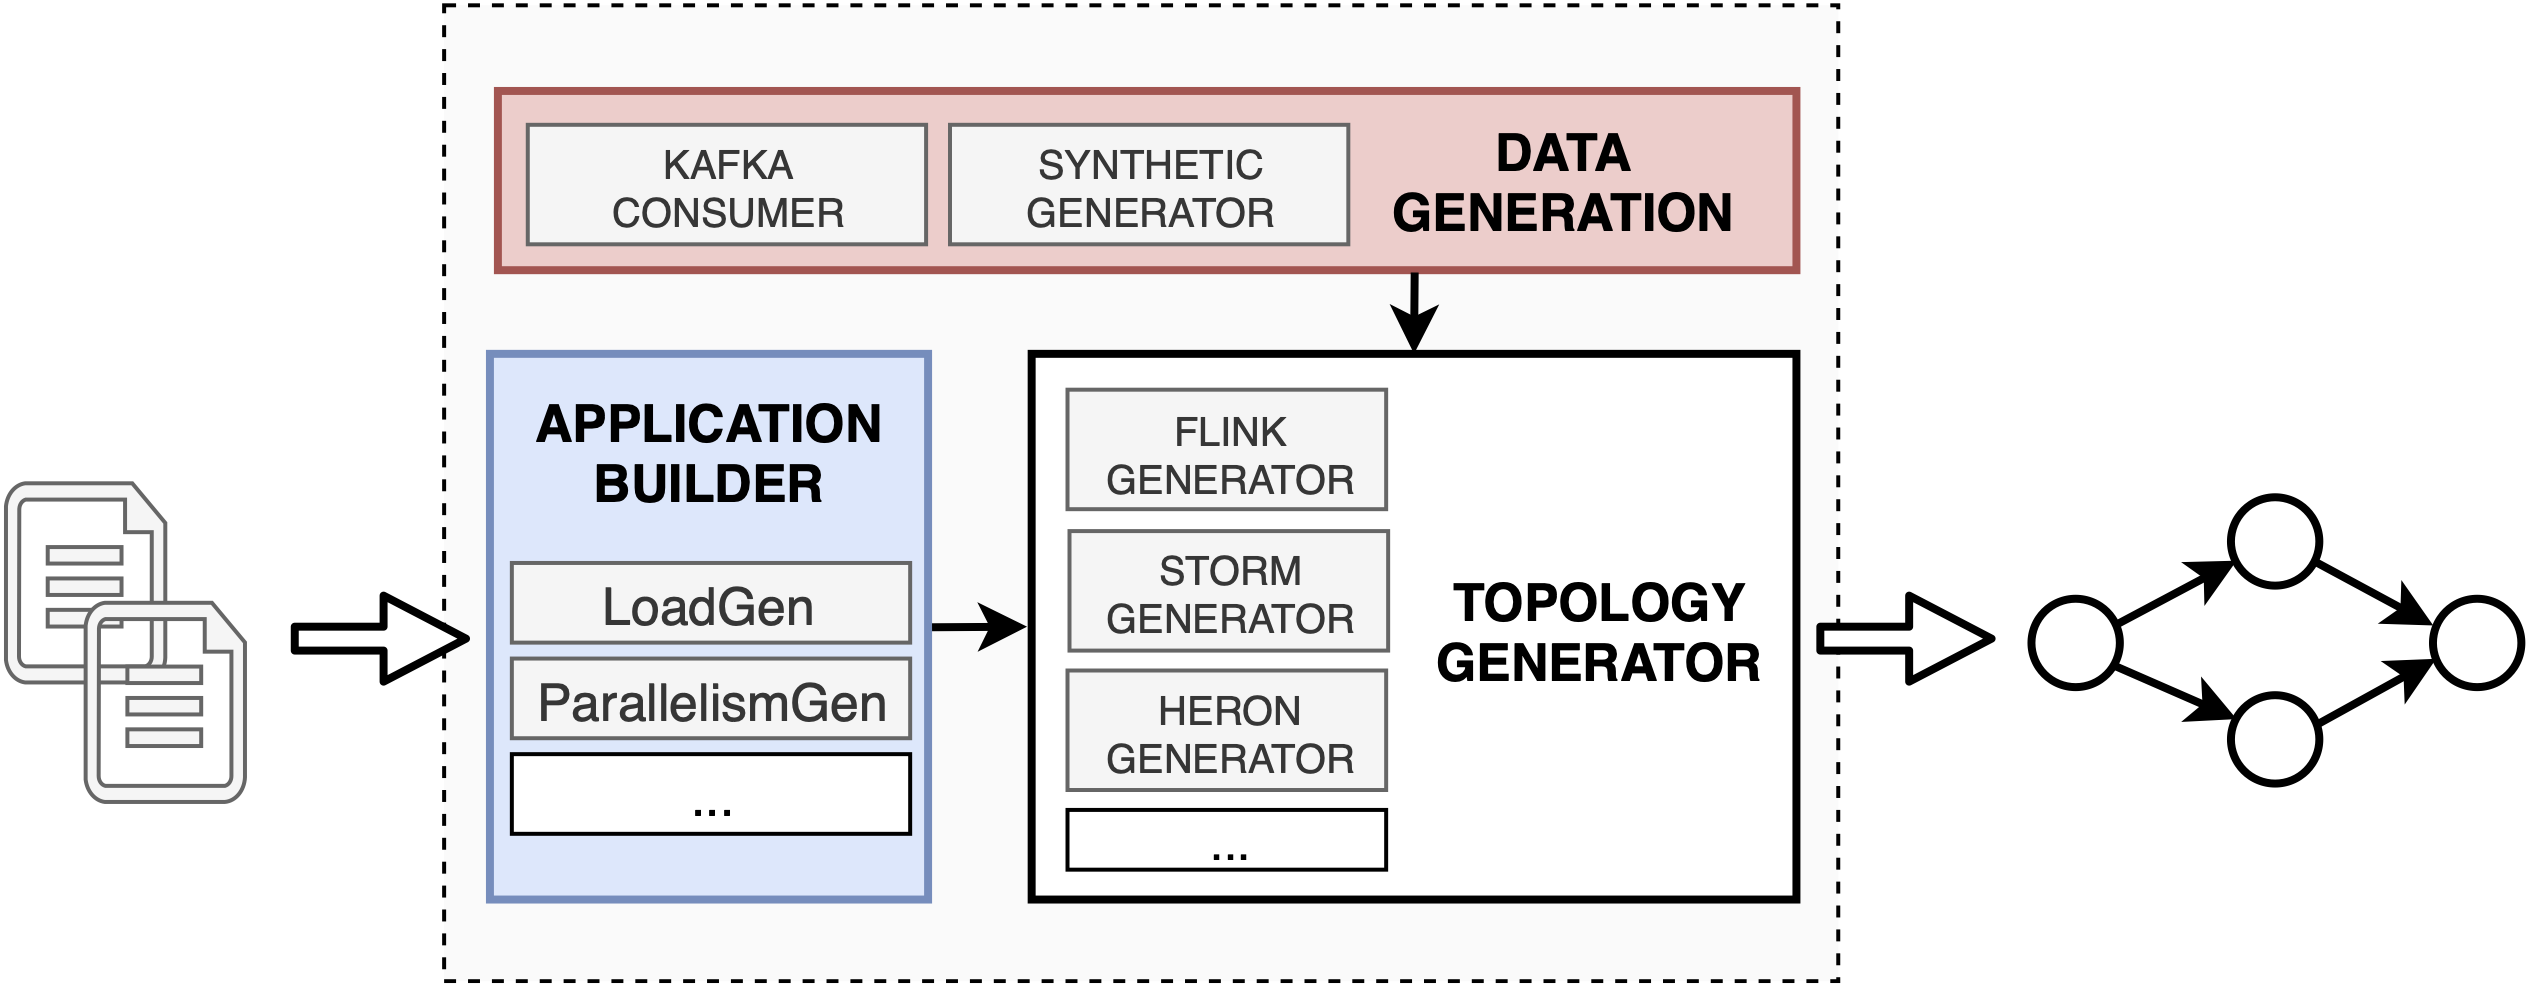 KAFKA
CONSUMER
SYNTHETIC
GENERATOR
DATA
GENERATION
APPLICATION
BUILDER
LoadGen
ParallelismGen
...
FLINK
GENERATOR
STORM
GENERATOR
HERON
GENERATOR
...
TOPOLOGY
GENERATOR